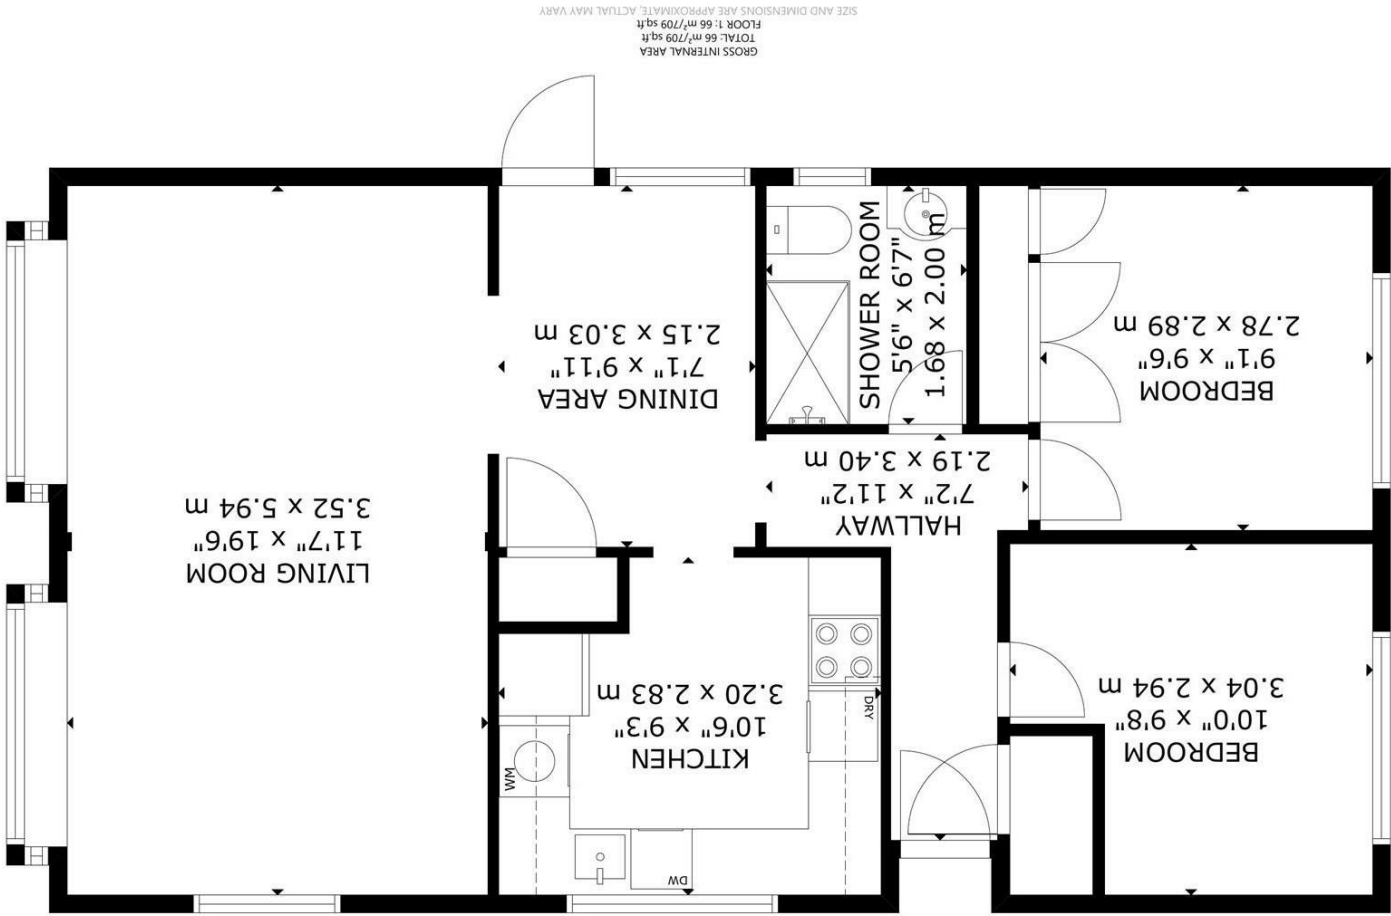 LIVING ROOM
11'7" x 19'6"
3.52 x 5.94 m
DINING AREA
7'1" x 9'11"
2.15 x 3.03 m
SHOWER ROOM
5'6" x 6'7"
1.68 x 2.00 m
BEDROOM
9'1" x 9'6"
2.78 x 2.89 m
HALLWAY
7'2" x 11'2"
2.19 x 3.40 m
KITCHEN
10'6" x 9'3"
3.20 x 2.83 m
BEDROOM
10'0" x 9'8"
3.04 x 2.94 m
WM
DW
DRY
GROSS INTERNAL AREA
TOTAL: 66 m²/709 sq.ft
FLOOR 1: 66 m²/709 sq.ft
SIZE AND DIMENSIONS ARE APPROXIMATE, ACTUAL MAY VARY